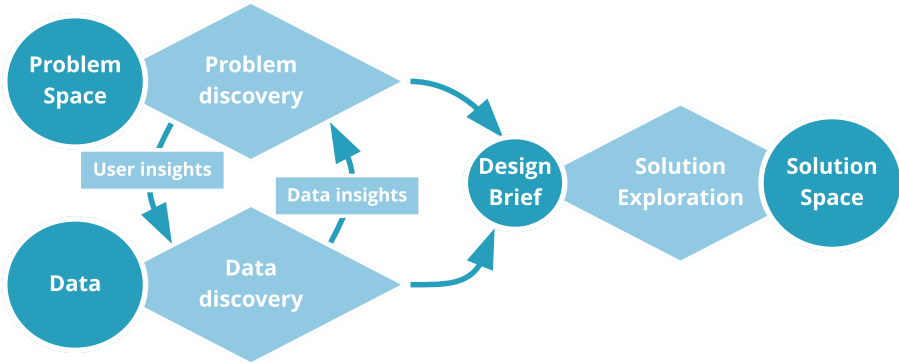 Problem
Space
Problem
discovery
User insights
Data insights
Data
Data
discovery
Design
Brief
Solution
Exploration
Solution
Space